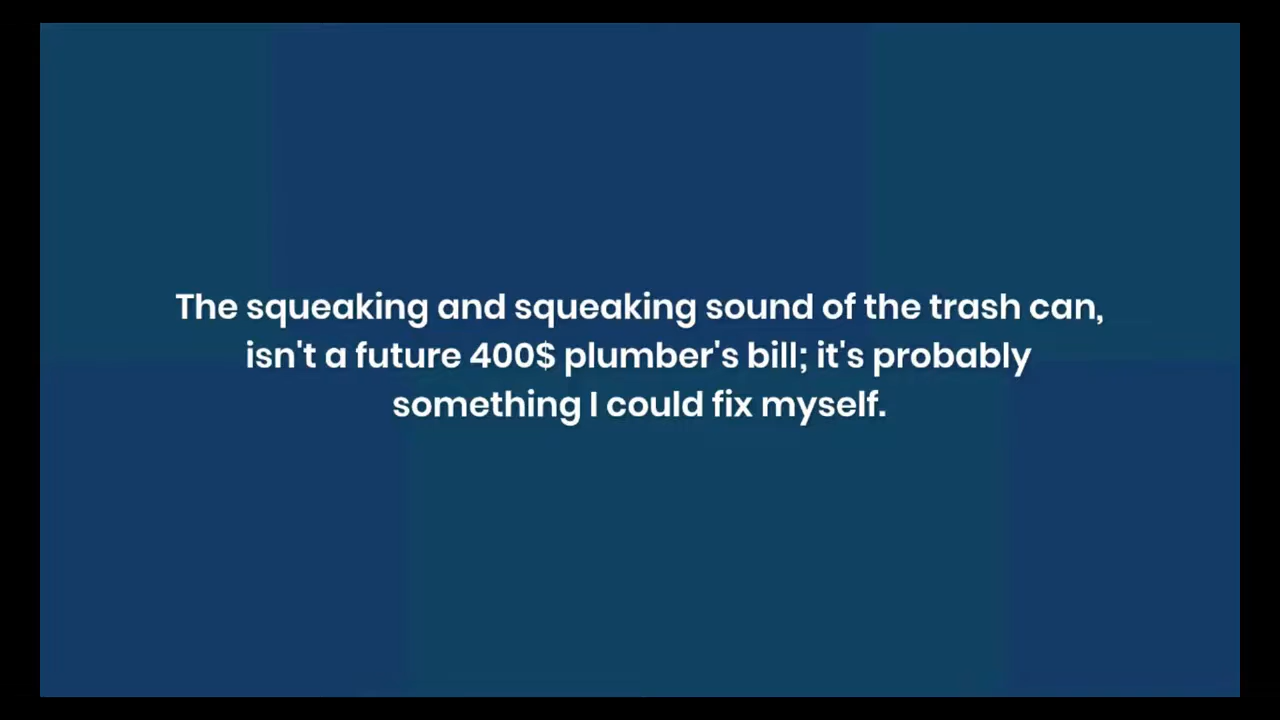 The squeaking and squeaking sound of the trash can,
isn't a future 400$ plumber's bill; it's probably
something I could fix myself.